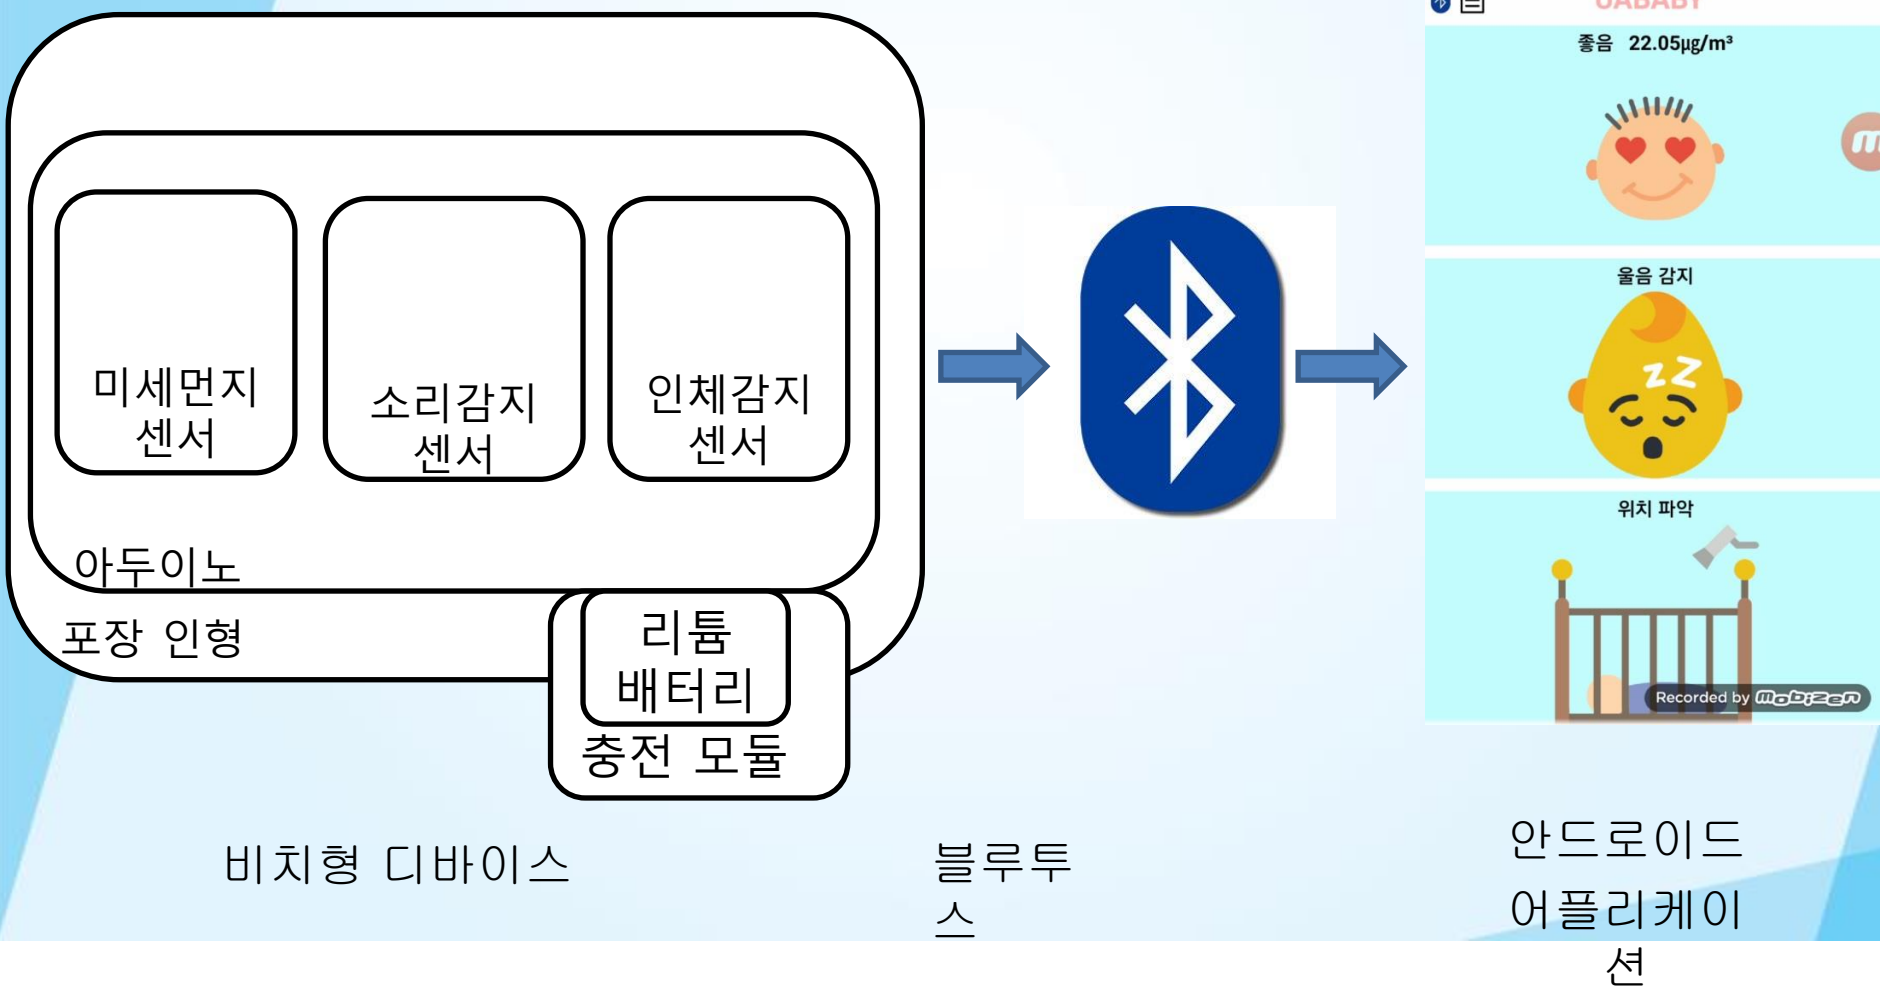 미세먼지
센서
소리감지
센서
인체감지
센서
아두이노
포장 인형
리튬
배터리
충전 모듈
비치형 디바이스
블루투
스
좋음 22.05µg/m³
울음 감지
zZ
위치 파악
Recorded by Mobizen
안드로이드
어플리케이
션